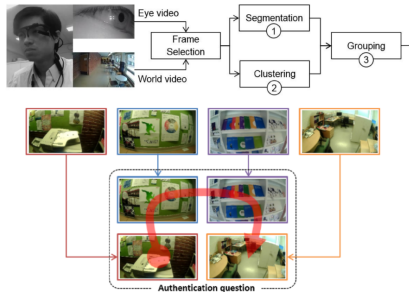 Eye video
World video
Frame
Selection
Segmentation
1
Clustering
2
Grouping
3
Authentication question